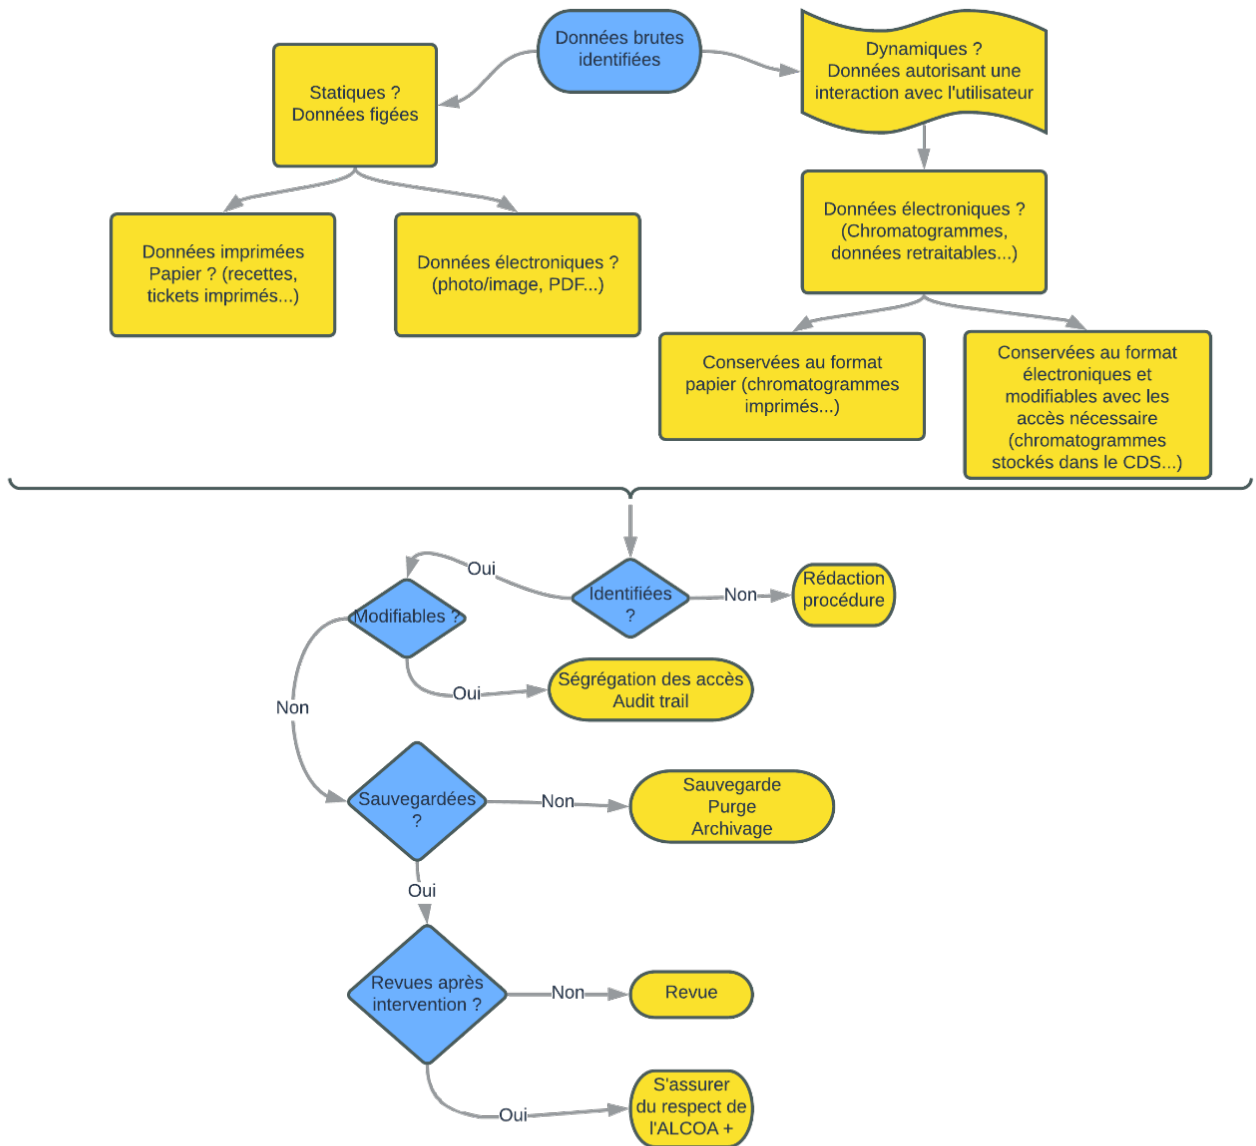 Données brutes
identifiées
Statiques ?
Données figées
Dynamiques ?
Données autorisant une
interaction avec l'utilisateur
Données imprimées
Papier ? (recettes,
tickets imprimés...)
Données électroniques ?
(photo/image, PDF...)
Données électroniques ?
(Chromatogrammes,
données retraitables...)
Conservées au format
papier (chromatogrammes
imprimés...)
Conservées au format
électroniques et
modifiables avec les
accès nécessaire
(chromatogrammes
stockés dans le CDS...)
Identifiées
?
Oui
Non
Rédaction
procédure
Modifiables ?
Oui
Ségrégation des accès
Audit trail
Non
Sauvegardées
?
Non
Sauvegarde
Purge
Archivage
Oui
Revues après
intervention ?
Non
Revue
Oui
S'assurer
du respect de
l'ALCOA +